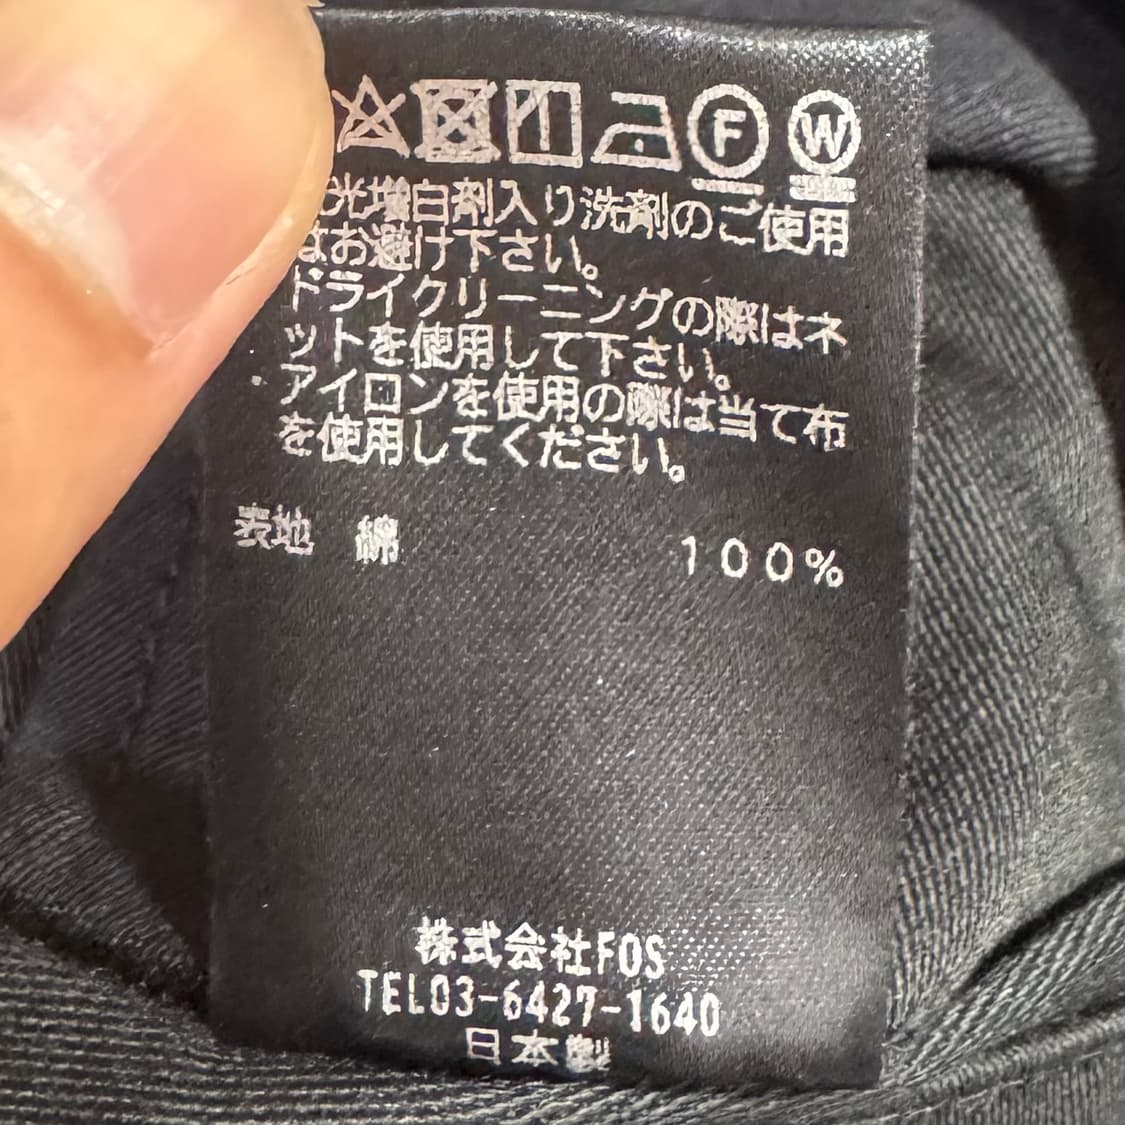 F W
光増白剤入り洗剤のご使用
はお避け下さい。
ドライクリーニングの際はネ
ットを使用して下さい。
アイロンを使用の際は当て布
を使用してください。
表地 綿 100%
株式会社FOS
TEL03-6427-1640
日本製